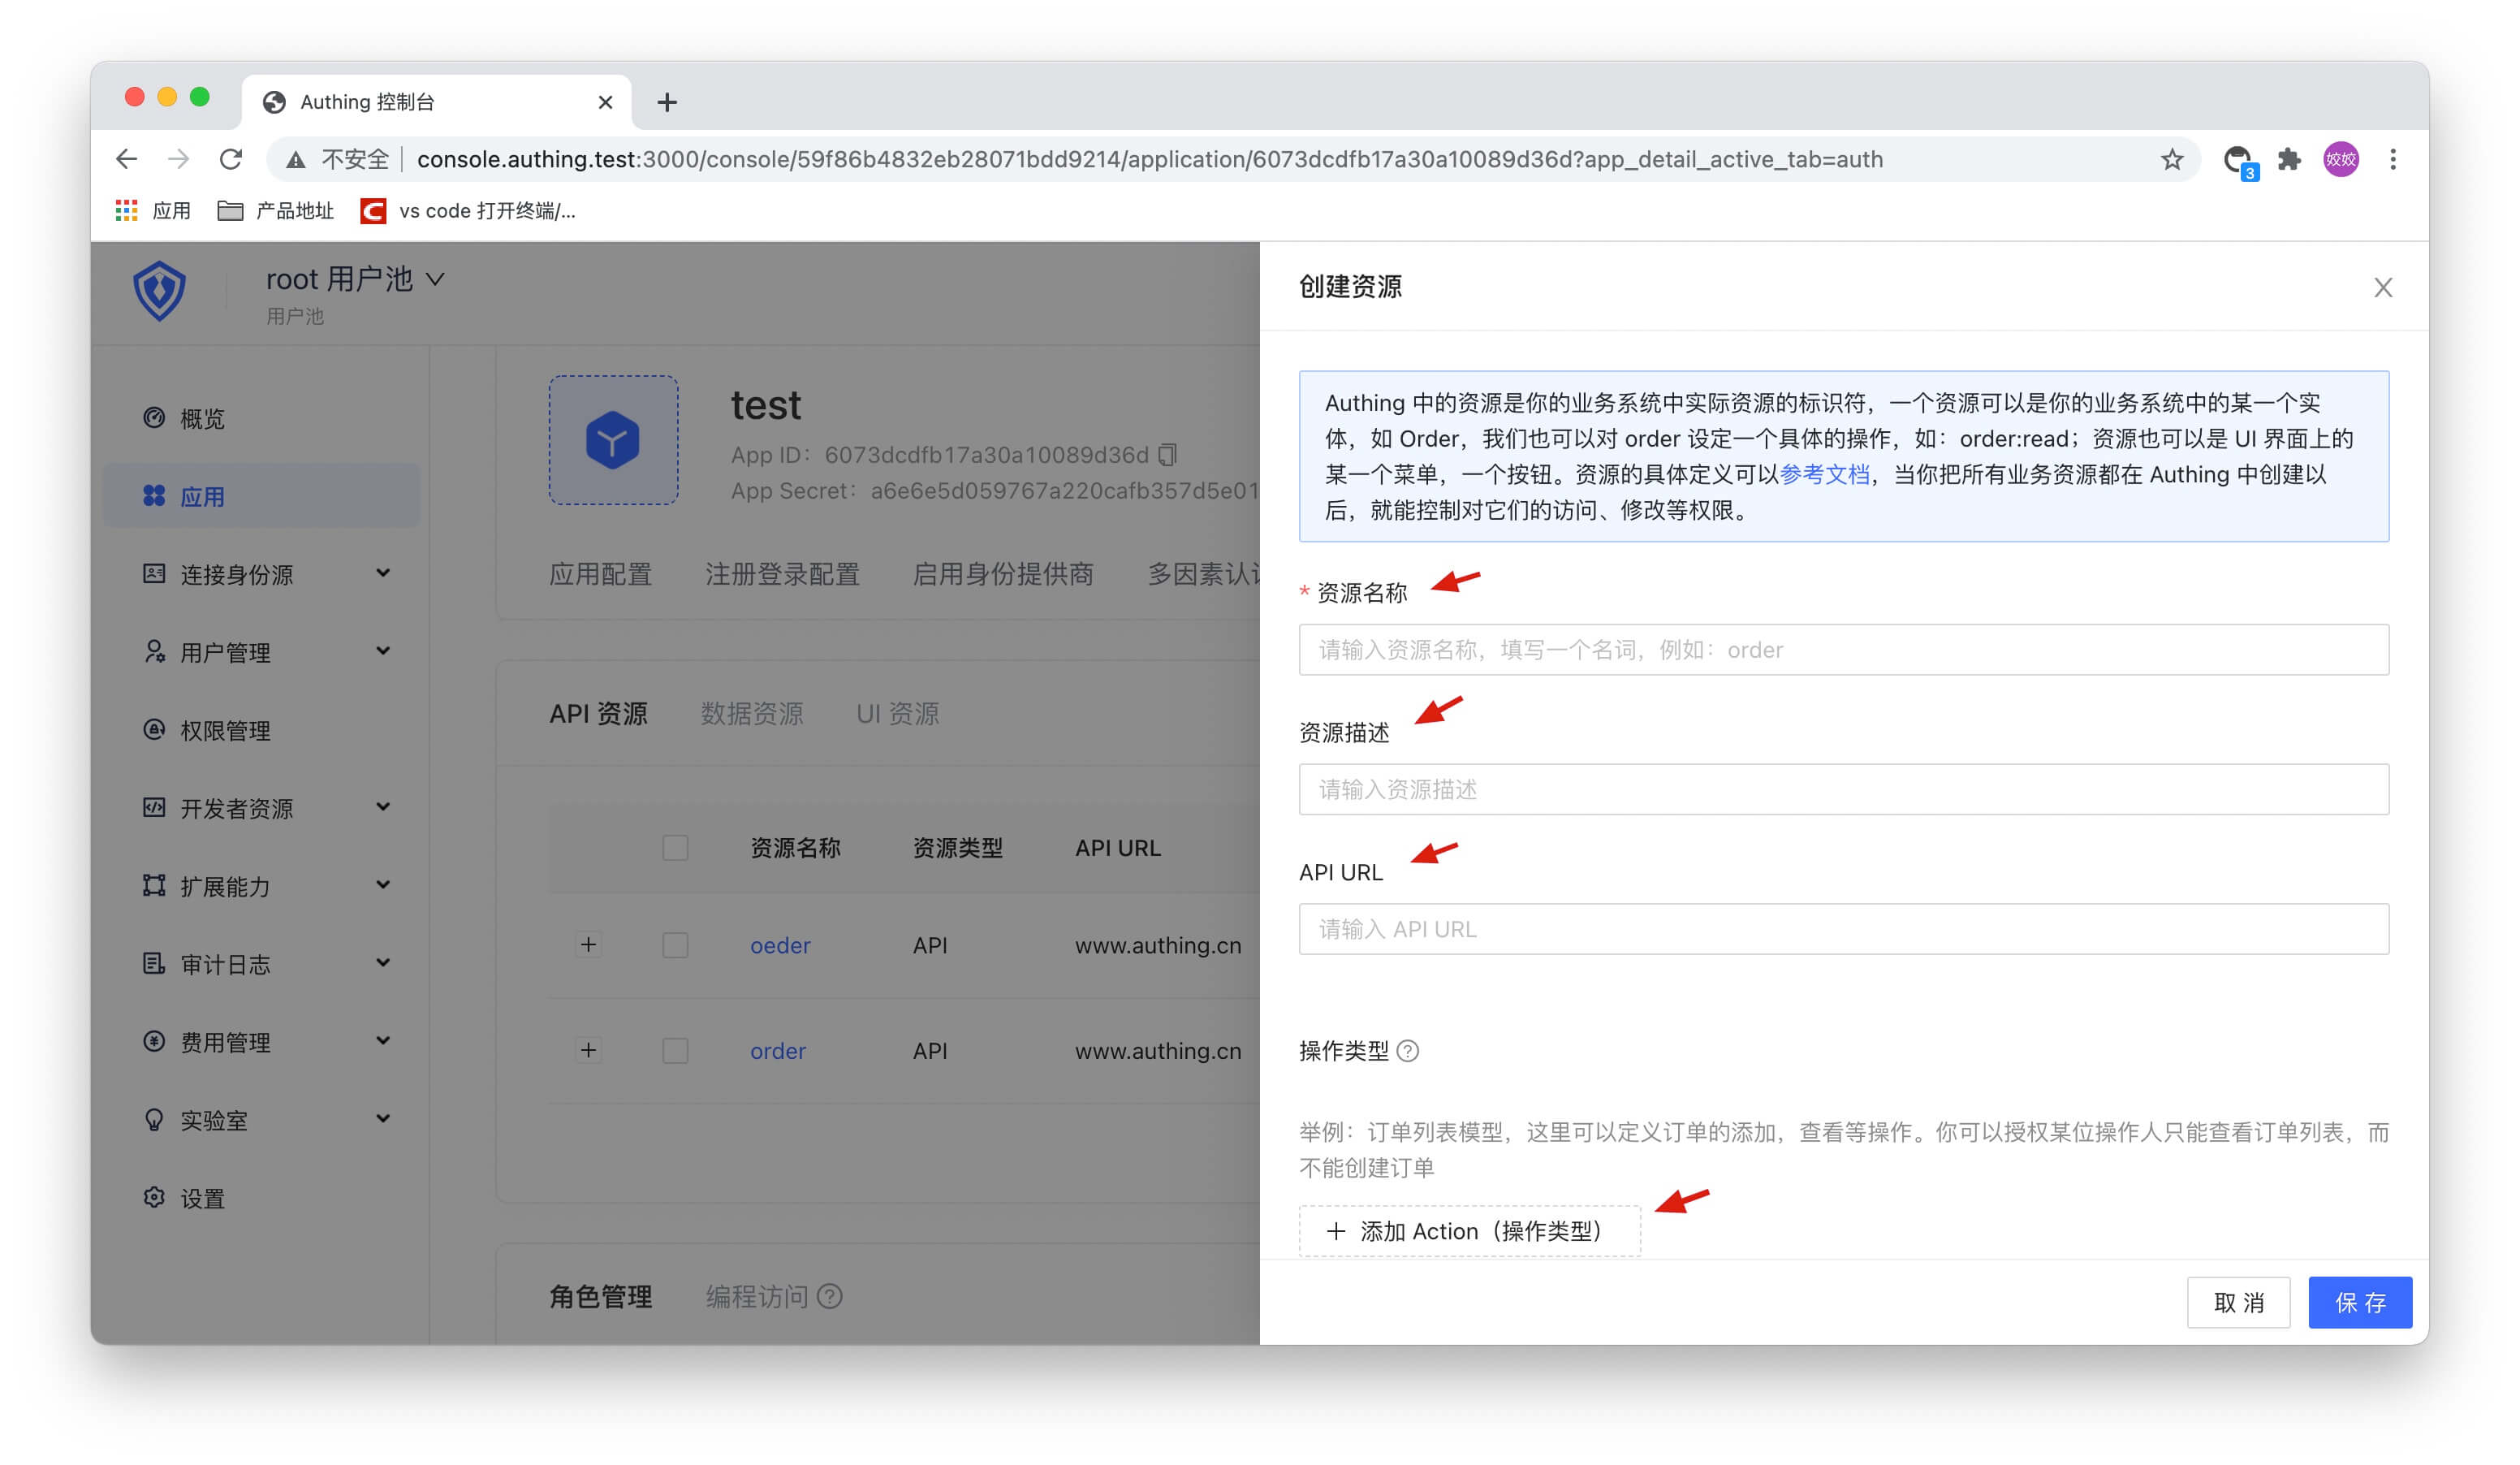 Authing 控制台
不安全 console.authing.test:3000/console/59f86b4832eb28071bdd9214/application/6073dcdfb17a30a10089d36d?app_detail_active_tab=auth
3
姣姣
应用 产品地址 vs code 打开终端/...
root 用户池
用户池
概览
应用
连接身份源
用户管理
权限管理
开发者资源
扩展能力
审计日志
费用管理
实验室
设置
test
App ID：6073dcdfb17a30a10089d36d
App Secret：a6e6e5d059767a220cafb357d5e01
应用配置 注册登录配置 启用身份提供商 多因素认
API 资源 数据资源 UI 资源
资源名称 资源类型 API URL
oeder API www.authing.cn
order API www.authing.cn
角色管理 编程访问 ?
创建资源
Authing 中的资源是你的业务系统中实际资源的标识符，一个资源可以是你的业务系统中的某一个实
体，如 Order，我们也可以对 order 设定一个具体的操作，如：order:read；资源也可以是 UI 界面上的
某一个菜单，一个按钮。资源的具体定义可以参考文档，当你把所有业务资源都在 Authing 中创建以
后，就能控制对它们的访问、修改等权限。
* 资源名称
请输入资源名称，填写一个名词，例如：order
资源描述
请输入资源描述
API URL
请输入 API URL
操作类型 ?
举例：订单列表模型，这里可以定义订单的添加，查看等操作。你可以授权某位操作人只能查看订单列表，而
不能创建订单
+ 添加 Action（操作类型）
取 消 保 存